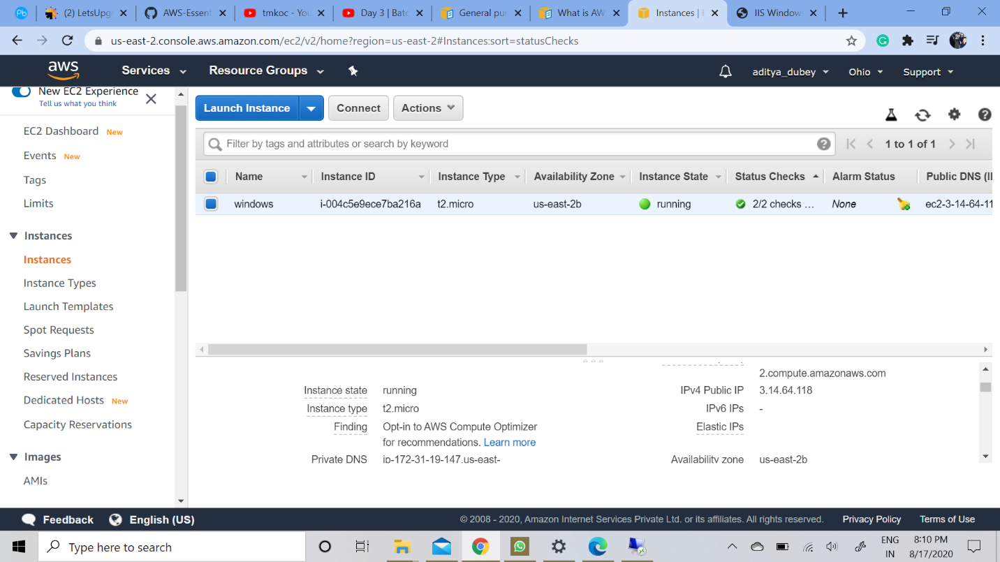 (2) LetsUpgr
AWS-Essent
tmkoc - You
Day 3 | Batc
General pur
What is AW
Instances |
IIS Window
us-east-2.console.aws.amazon.com/ec2/v2/home?region=us-east-2#Instances:sort=statusChecks
aws
Services
Resource Groups
aditya_dubey
Ohio
Support
New EC2 Experience
Tell us what you think
EC2 Dashboard New
Events New
Tags
Limits
Instances
Instances
Instance Types
Launch Templates
Spot Requests
Savings Plans
Reserved Instances
Dedicated Hosts New
Capacity Reservations
Images
AMIs
Launch Instance
Connect
Actions
Filter by tags and attributes or search by keyword
1 to 1 of 1
Name Instance ID Instance Type Availability Zone Instance State Status Checks Alarm Status Public DNS (I
windows i-004c5e9ece7ba216a t2.micro us-east-2b running 2/2 checks ... None ec2-3-14-64-11
2.compute.amazonaws.com
Instance state running
IPv4 Public IP 3.14.64.118
Instance type t2.micro
IPv6 IPs -
Finding Opt-in to AWS Compute Optimizer
for recommendations. Learn more
Elastic IPs
Private DNS ip-172-31-19-147.us-east-
Availability zone us-east-2b
Feedback
English (US)
© 2008 - 2020, Amazon Internet Services Private Ltd. or its affiliates. All rights reserved.
Privacy Policy
Terms of Use
Type here to search
ENG
IN
8:10 PM
8/17/2020